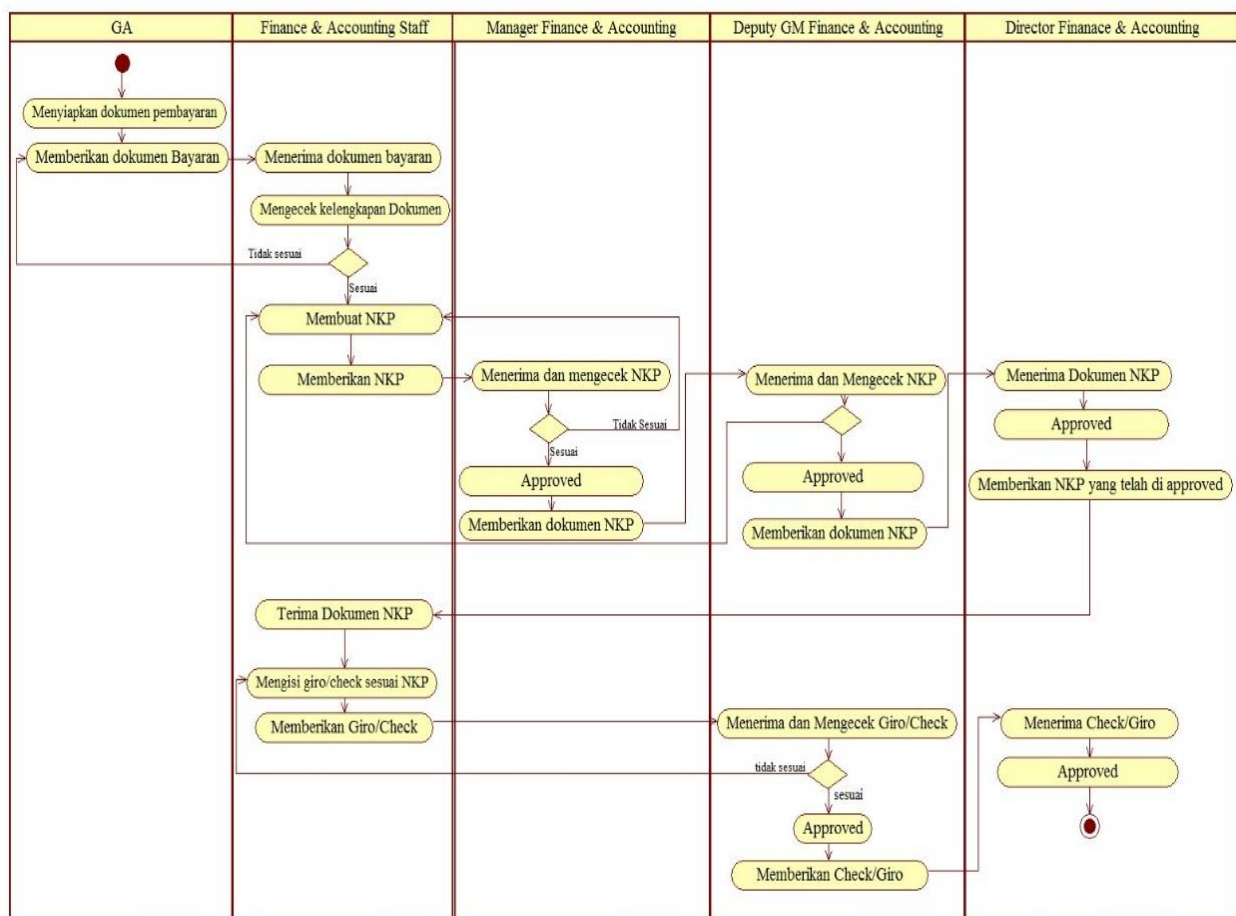 GA
Finance & Accounting Staff
Manager Finance & Accounting
Deputy GM Finance & Accounting
Director Finanace & Accounting
Menyiapkan dokumen pembayaran
Memberikan dokumen Bayaran
Menerima dokumen bayaran
Mengecek kelengkapan Dokumen
Tidak sesuai
Sesuai
Membuat NKP
Memberikan NKP
Menerima dan mengecek NKP
Tidak Sesuai
Sesuai
Approved
Memberikan dokumen NKP
Menerima dan Mengecek NKP
Approved
Memberikan dokumen NKP
Menerima Dokumen NKP
Approved
Memberikan NKP yang telah di approved
Terima Dokumen NKP
Mengisi giro/check sesuai NKP
Memberikan Giro/Check
Menerima dan Mengecek Giro/Check
tidak sesuai
sesuai
Approved
Memberikan Check/Giro
Menerima Check/Giro
Approved